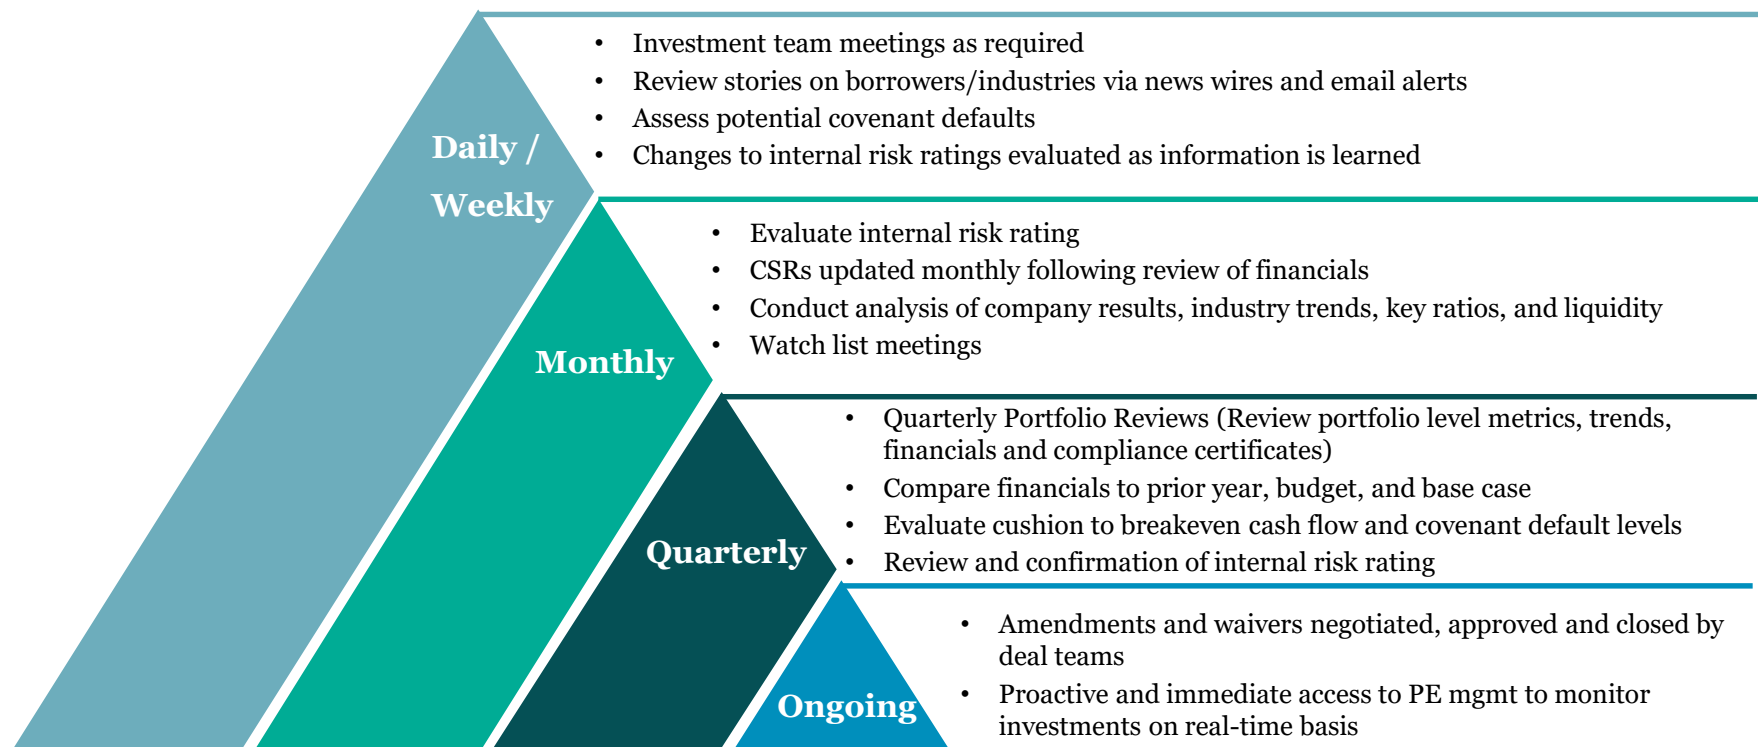 Daily /
Weekly
• Investment team meetings as required
• Review stories on borrowers/industries via news wires and email alerts
• Assess potential covenant defaults
• Changes to internal risk ratings evaluated as information is learned
Monthly
• Evaluate internal risk rating
• CSRs updated monthly following review of financials
• Conduct analysis of company results, industry trends, key ratios, and liquidity
• Watch list meetings
Quarterly
• Quarterly Portfolio Reviews (Review portfolio level metrics, trends,
financials and compliance certificates)
• Compare financials to prior year, budget, and base case
• Evaluate cushion to breakeven cash flow and covenant default levels
• Review and confirmation of internal risk rating
Ongoing
• Amendments and waivers negotiated, approved and closed by
deal teams
• Proactive and immediate access to PE mgmt to monitor
investments on real-time basis